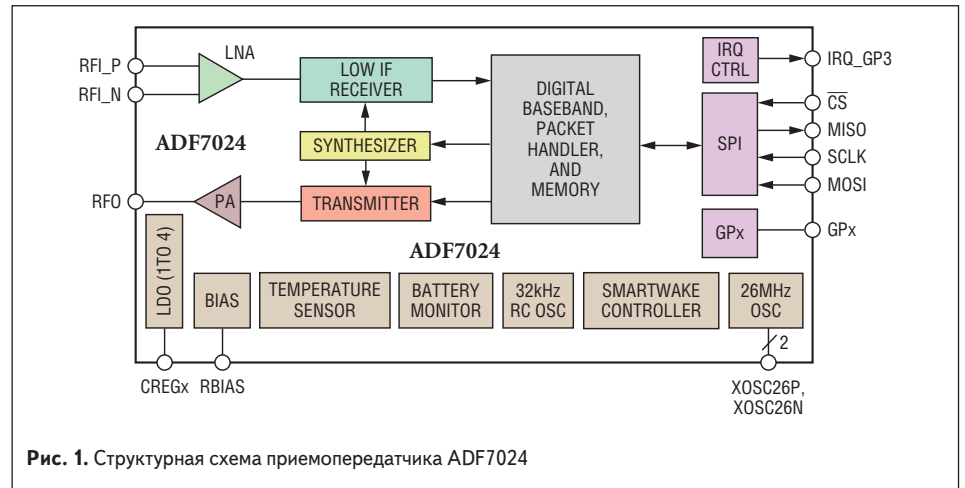 LNA
RFI_P
RFI_N
ADF7024
RFO
PA
LOW IF
RECEIVER
SYNTHESIZER
TRANSMITTER
DIGITAL
BASEBAND,
PACKET
HANDLER,
AND
MEMORY
IRQ
CTRL
IRQ_GP3
SPI
CS
MISO
SCLK
MOSI
GPx
GPx
ADF7024
LDO (1TO 4)
BIAS
TEMPERATURE
SENSOR
BATTERY
MONITOR
32kHz
RC OSC
SMARTWAKE
CONTROLLER
26MHz
OSC
2
CREGx
RBIAS
XOSC26P,
XOSC26N
Рис. 1. Структурная схема приемопередатчика ADF7024